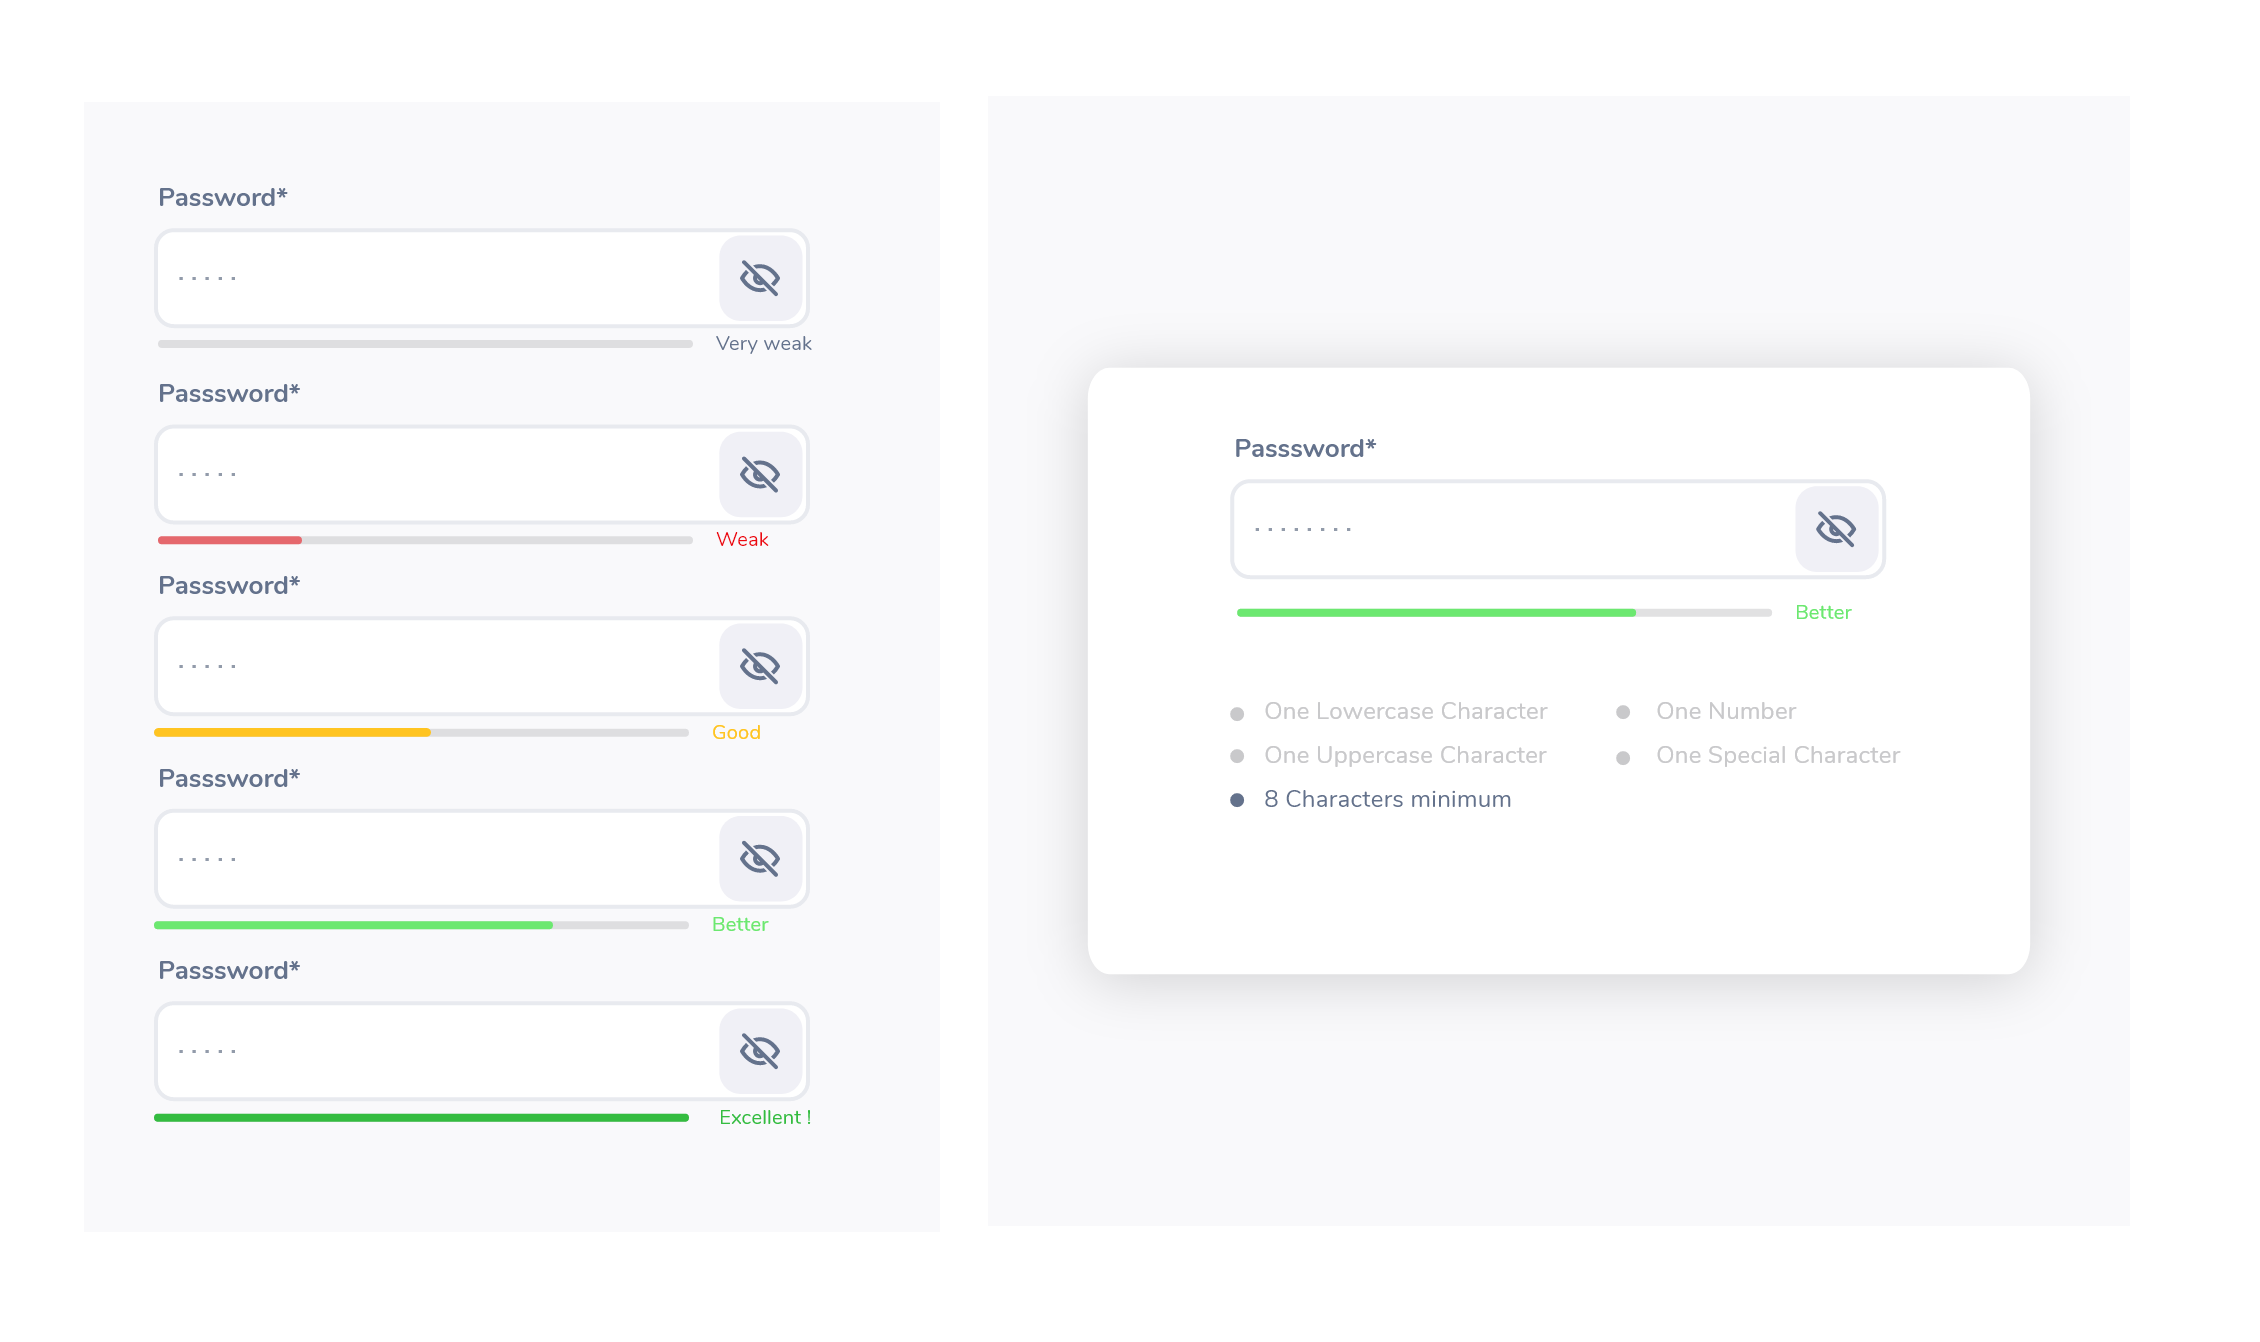 Password*
. . . . .
Very weak
Passsword*
. . . . .
Weak
Passsword*
. . . . .
Good
Passsword*
. . . . .
Better
Passsword*
. . . . .
Excellent !
Passsword*
. . . . . . . .
Better
One Lowercase Character
One Number
One Uppercase Character
One Special Character
8 Characters minimum